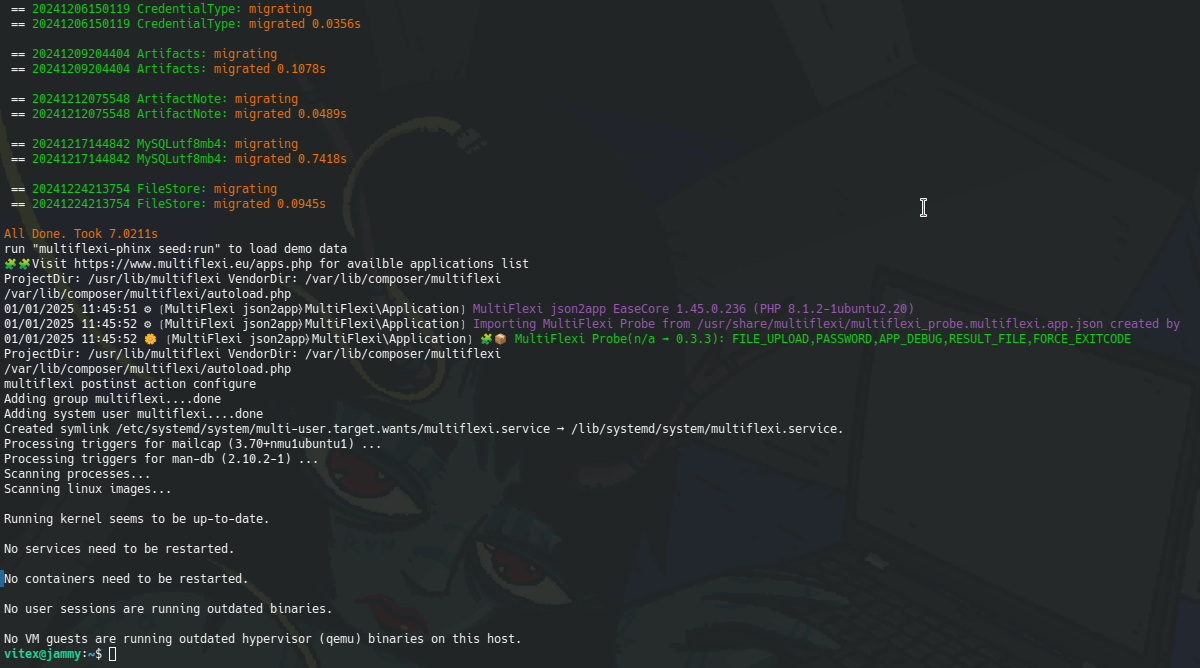 == 20241206150119 CredentialType: migrating
== 20241206150119 CredentialType: migrated 0.0356s
== 20241209204404 Artifacts: migrating
== 20241209204404 Artifacts: migrated 0.1078s
== 20241212075548 ArtifactNote: migrating
== 20241212075548 ArtifactNote: migrated 0.0489s
== 20241217144842 MySQLutf8mb4: migrating
== 20241217144842 MySQLutf8mb4: migrated 0.7418s
== 20241224213754 FileStore: migrating
== 20241224213754 FileStore: migrated 0.0945s
All Done. Took 7.0211s
run "multiflexi-phinx seed:run" to load demo data
🧩🧩Visit https://www.multiflexi.eu/apps.php for availble applications list
ProjectDir: /usr/lib/multiflexi VendorDir: /var/lib/composer/multiflexi
/var/lib/composer/multiflexi/autoload.php
01/01/2025 11:45:51 ⚙ ❲MultiFlexi json2app⦒MultiFlexi\Application❳ MultiFlexi json2app EaseCore 1.45.0.236 (PHP 8.1.2-1ubuntu2.20)
01/01/2025 11:45:52 ⚙ ❲MultiFlexi json2app⦒MultiFlexi\Application❳ Importing MultiFlexi Probe from /usr/share/multiflexi/multiflexi_probe.multiflexi.app.json created by
01/01/2025 11:45:52 🌼 ❲MultiFlexi json2app⦒MultiFlexi\Application❳ 🧩📦 MultiFlexi Probe(n/a → 0.3.3): FILE_UPLOAD,PASSWORD,APP_DEBUG,RESULT_FILE,FORCE_EXITCODE
ProjectDir: /usr/lib/multiflexi VendorDir: /var/lib/composer/multiflexi
/var/lib/composer/multiflexi/autoload.php
multiflexi postinst action configure
Adding group multiflexi....done
Adding system user multiflexi....done
Created symlink /etc/systemd/system/multi-user.target.wants/multiflexi.service → /lib/systemd/system/multiflexi.service.
Processing triggers for mailcap (3.70+nmu1ubuntu1) ...
Processing triggers for man-db (2.10.2-1) ...
Scanning processes...
Scanning linux images...
Running kernel seems to be up-to-date.
No services need to be restarted.
No containers need to be restarted.
No user sessions are running outdated binaries.
No VM guests are running outdated hypervisor (qemu) binaries on this host.
vitex@jammy:~$